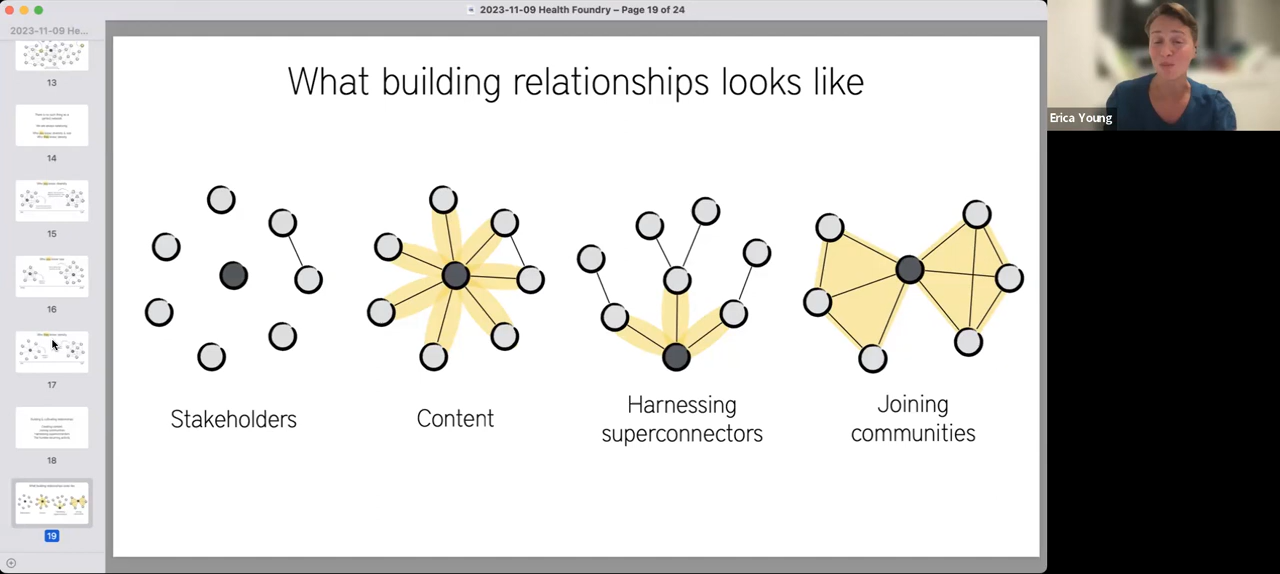 2023-11-09 Health Foundry – Page 19 of 24
2023-11-09 He...
13
14
15
16
17
18
19
What building relationships looks like
Stakeholders
Content
Harnessing
superconnectors
Joining
communities
Erica Young